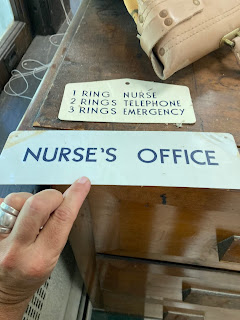 1 RING NURSE
2 RINGS TELEPHONE
3 RINGS EMERGENCY
NURSE'S OFFICE